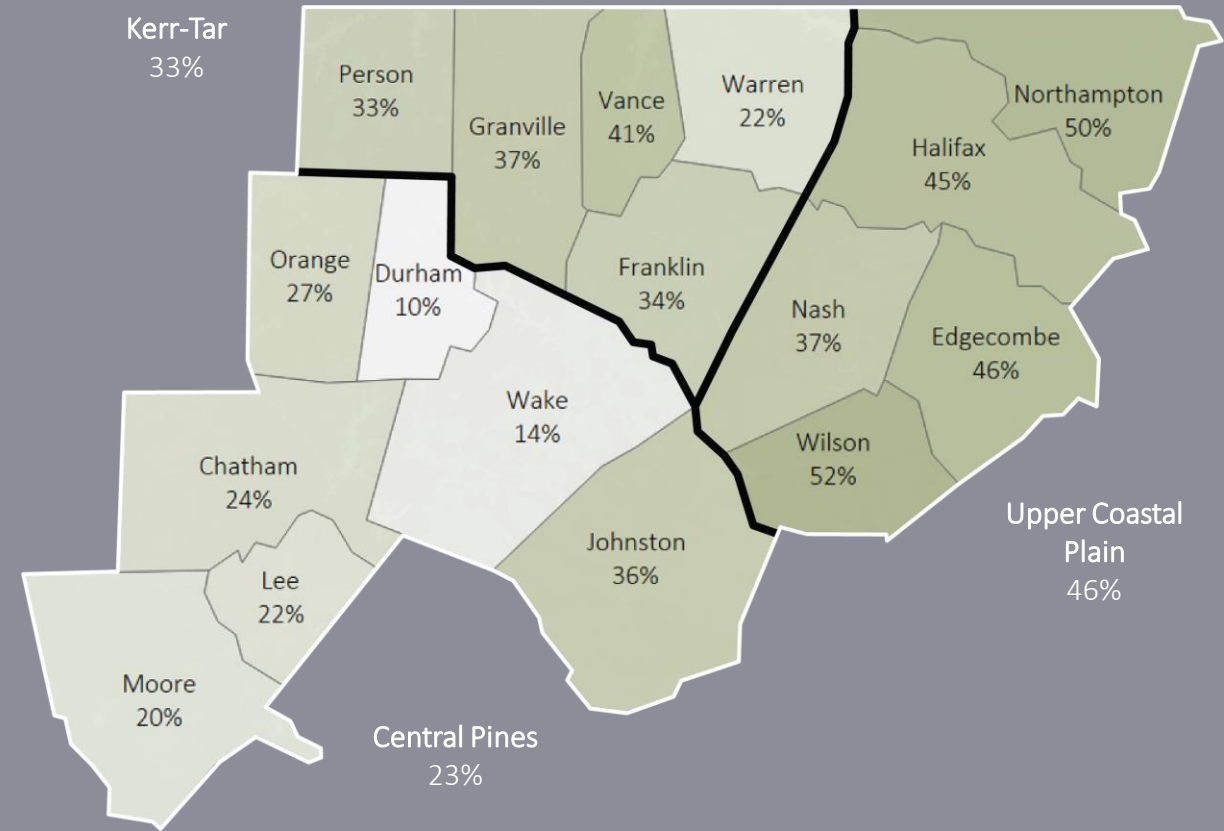 Kerr-Tar
33%
Person
33%
Granville
37%
Vance
41%
Warren
22%
Northampton
50%
Halifax
45%
Orange
27%
Durham
10%
Franklin
34%
Nash
37%
Edgecombe
46%
Wake
14%
Wilson
52%
Chatham
24%
Upper Coastal
Plain
46%
Johnston
36%
Lee
22%
Moore
20%
Central Pines
23%